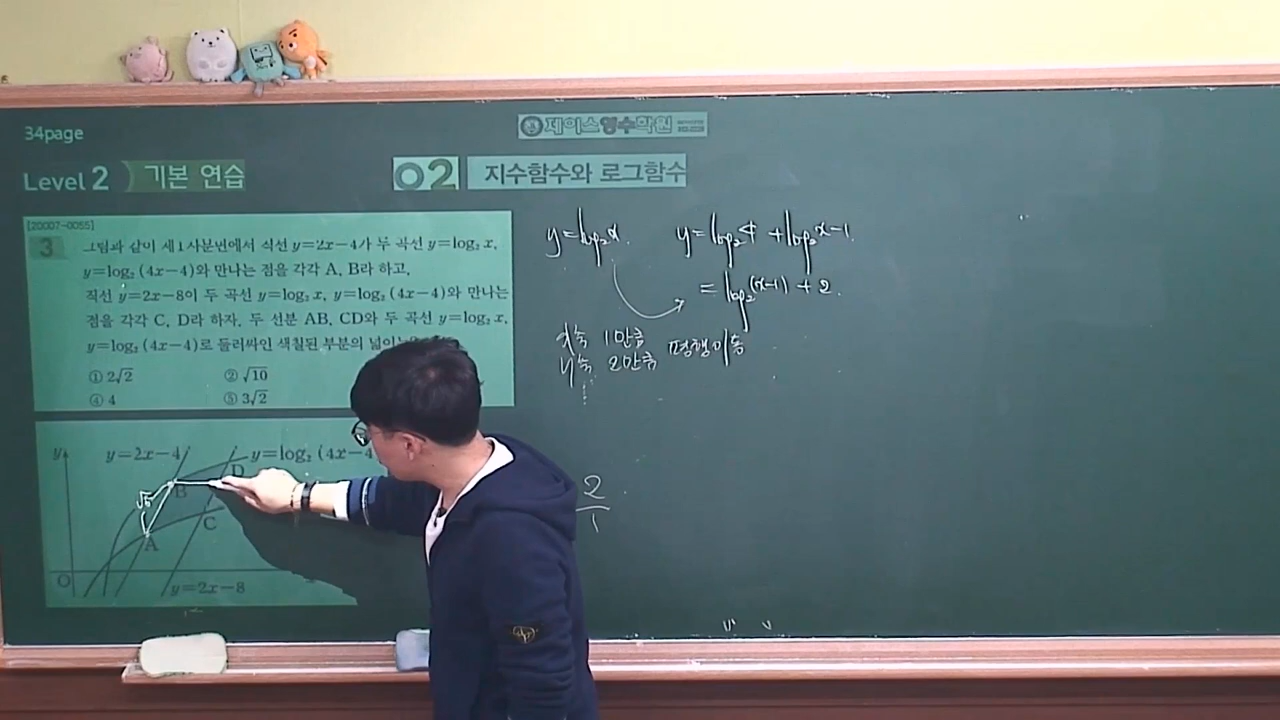 34page
제이스영수학원
Level 2 기본 연습
02 지수함수와 로그함수
[20007-0055]
3 그림과 같이 제1사분면에서 직선 y=2x-4가 두 곡선 y=log₂ x,
y=log₂ (4x-4)와 만나는 점을 각각 A, B라 하고,
직선 y=2x-8이 두 곡선 y=log₂ x, y=log₂ (4x-4)와 만나는
점을 각각 C, D라 하자. 두 선분 AB, CD와 두 곡선 y=log₂ x,
y=log₂ (4x-4)로 둘러싸인 색칠된 부분의 넓이는?
① 2√2 ② √10
④ 4 ⑤ 3√2
y y=2x-4 y=log₂ (4x-4
D
B
√5
C
A
O
y=2x-8
y=log₂x. y=log₂4 +log₂x-1.
=log₂(x-1) + 2.
x축 1만큼
y축 2만큼 평행이동
2
1